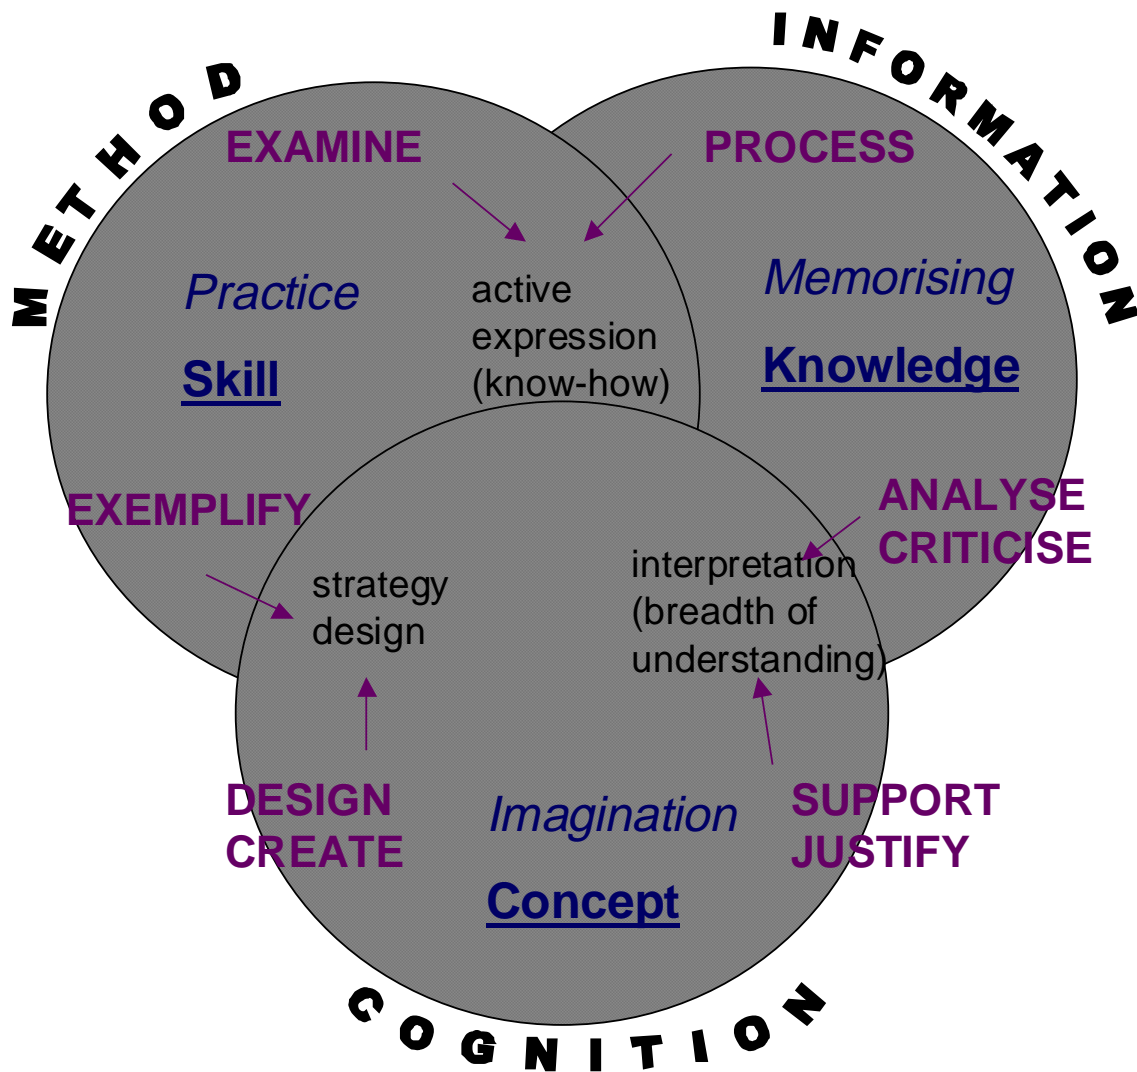 METHOD
INFORMATION
EXAMINE
PROCESS
Practice
Skill
active
expression
(know-how)
Memorising
Knowledge
EXEMPLIFY
ANALYSE
CRITICISE
strategy
design
interpretation
(breadth of
understanding)
DESIGN
CREATE
Imagination
Concept
SUPPORT
JUSTIFY
COGNITION